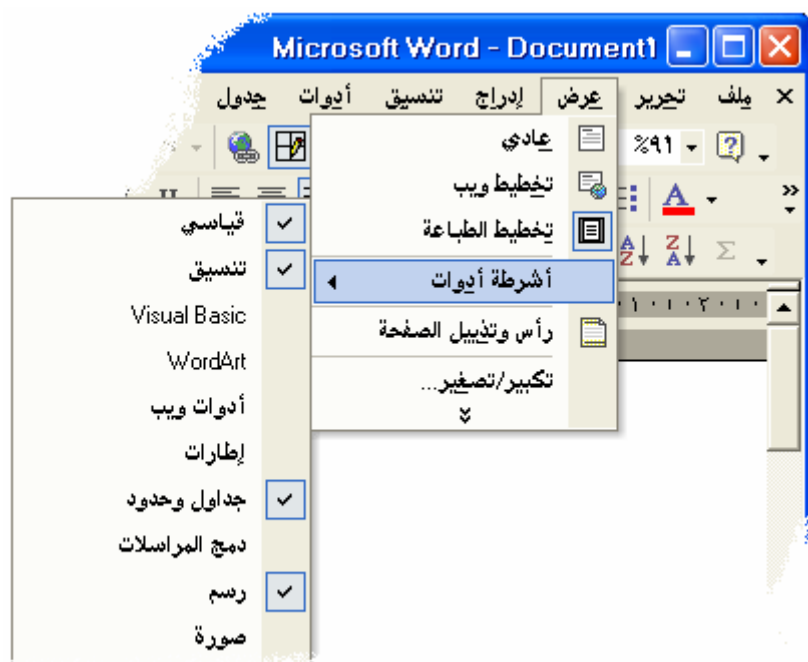 Microsoft Word - Document1
ملف تحرير عرض إدراج تنسيق أدوات جدول
%٩١
عادي
تخطيط ويب
تخطيط الطباعة
أشرطة أدوات
رأس وتذييل الصفحة
تكبير/تصغير...
قياسي
تنسيق
Visual Basic
WordArt
أدوات ويب
إطارات
جداول وحدود
دمج المراسلات
رسم
صورة